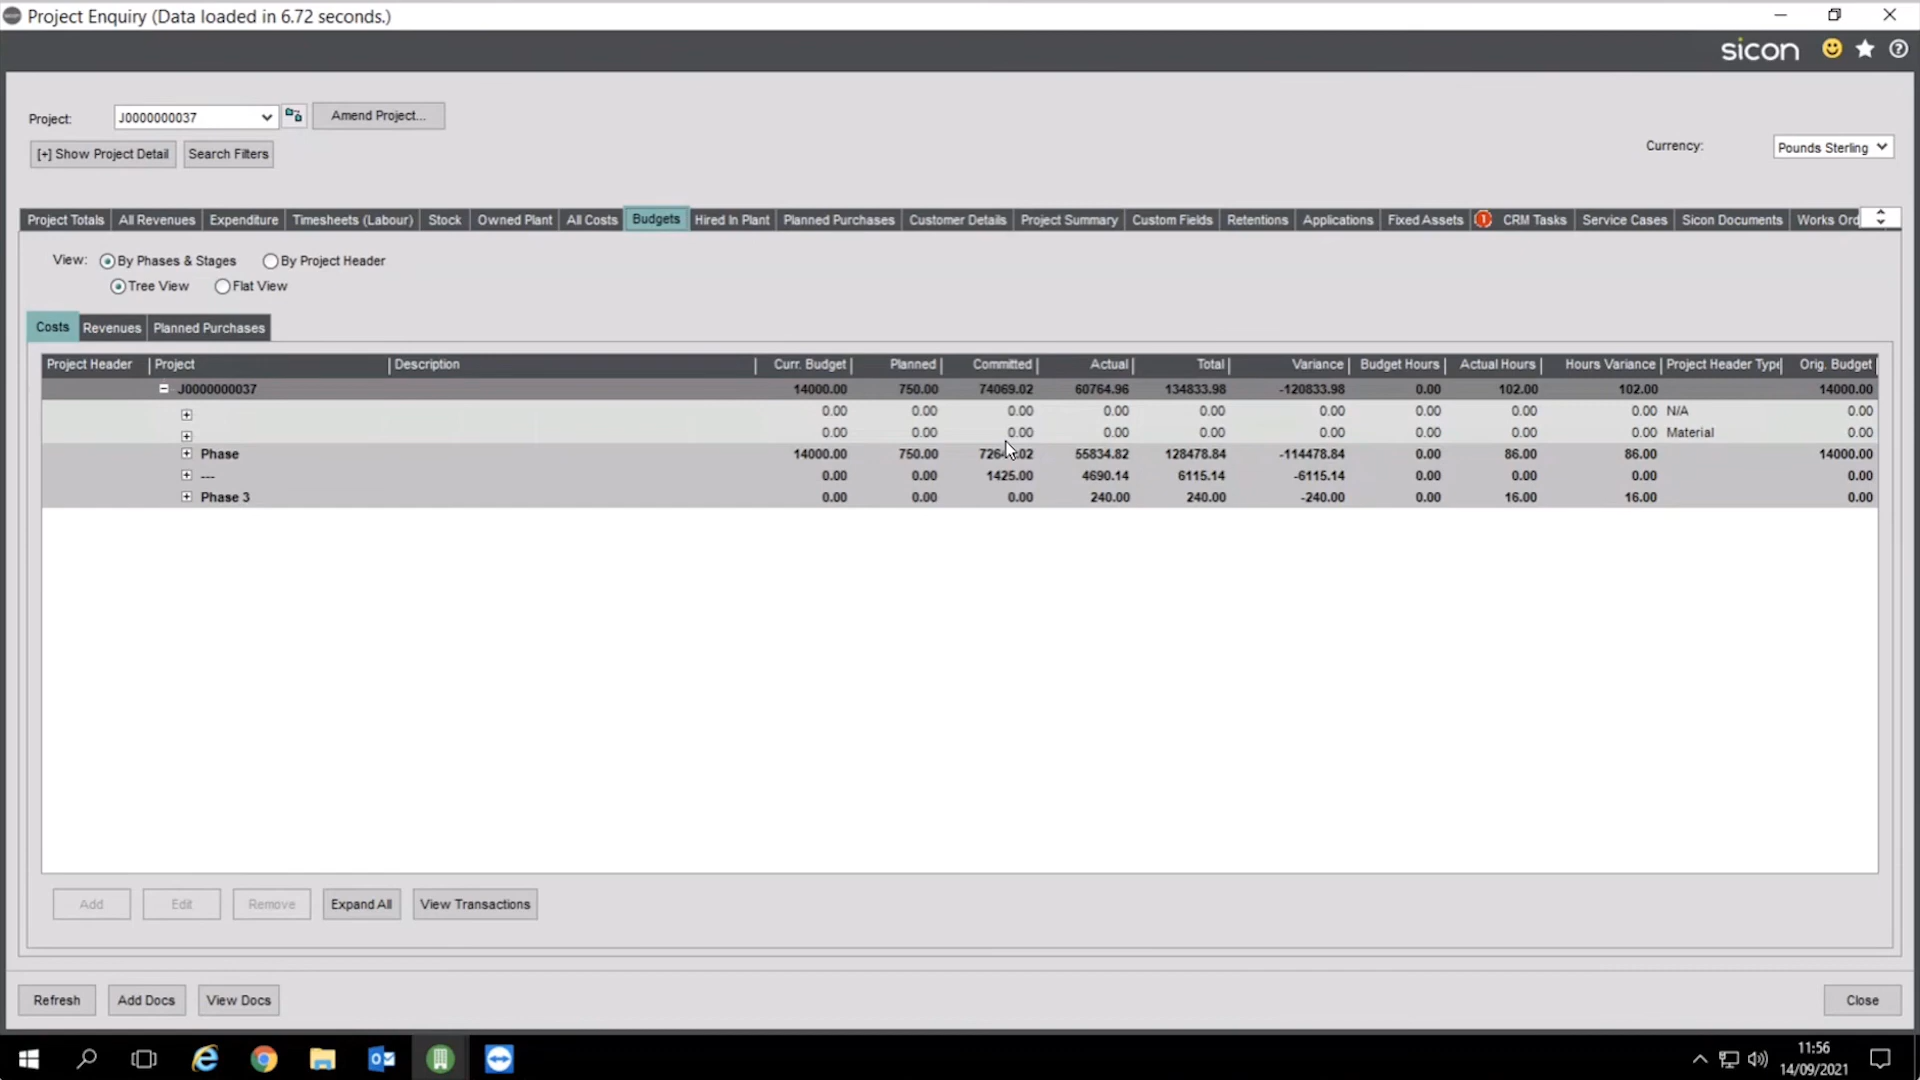 Project Enquiry (Data loaded in 6.72 seconds.)
sicon
Project: J0000000037 Amend Project...
[+] Show Project Detail Search Filters
Currency: Pounds Sterling
Project Totals All Revenues Expenditure Timesheets (Labour) Stock Owned Plant All Costs Budgets Hired In Plant Planned Purchases Customer Details Project Summary Custom Fields Retentions Applications Fixed Assets CRM Tasks Service Cases Sicon Documents Works Ord
View: By Phases & Stages By Project Header
Tree View Flat View
Costs Revenues Planned Purchases
Project Header Project Description Curr. Budget Planned Committed Actual Total Variance Budget Hours Actual Hours Hours Variance Project Header Type Orig. Budget
J0000000037 14000.00 750.00 74069.02 60764.96 134833.98 -120833.98 0.00 102.00 102.00 14000.00
0.00 0.00 0.00 0.00 0.00 0.00 0.00 0.00 0.00 N/A 0.00
0.00 0.00 0.00 0.00 0.00 0.00 0.00 0.00 0.00 Material 0.00
Phase 14000.00 750.00 55834.82 128478.84 -114478.84 0.00 86.00 86.00 14000.00
--- 0.00 0.00 1425.00 4690.14 6115.14 -6115.14 0.00 0.00 0.00 0.00
Phase 3 0.00 0.00 0.00 240.00 240.00 -240.00 0.00 16.00 16.00 0.00
Add Edit Remove Expand All View Transactions
Refresh Add Docs View Docs Close
11:56
14/09/2021